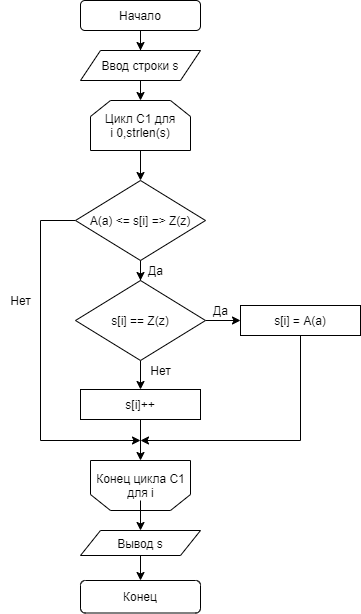 Начало
Ввод строки s
Цикл С1 для
i 0,strlen(s)
A(a) <= s[i] => Z(z)
Да
Нет
s[i] == Z(z)
Да
s[i] = A(a)
Нет
s[i]++
Конец цикла С1
для i
Вывод s
Конец